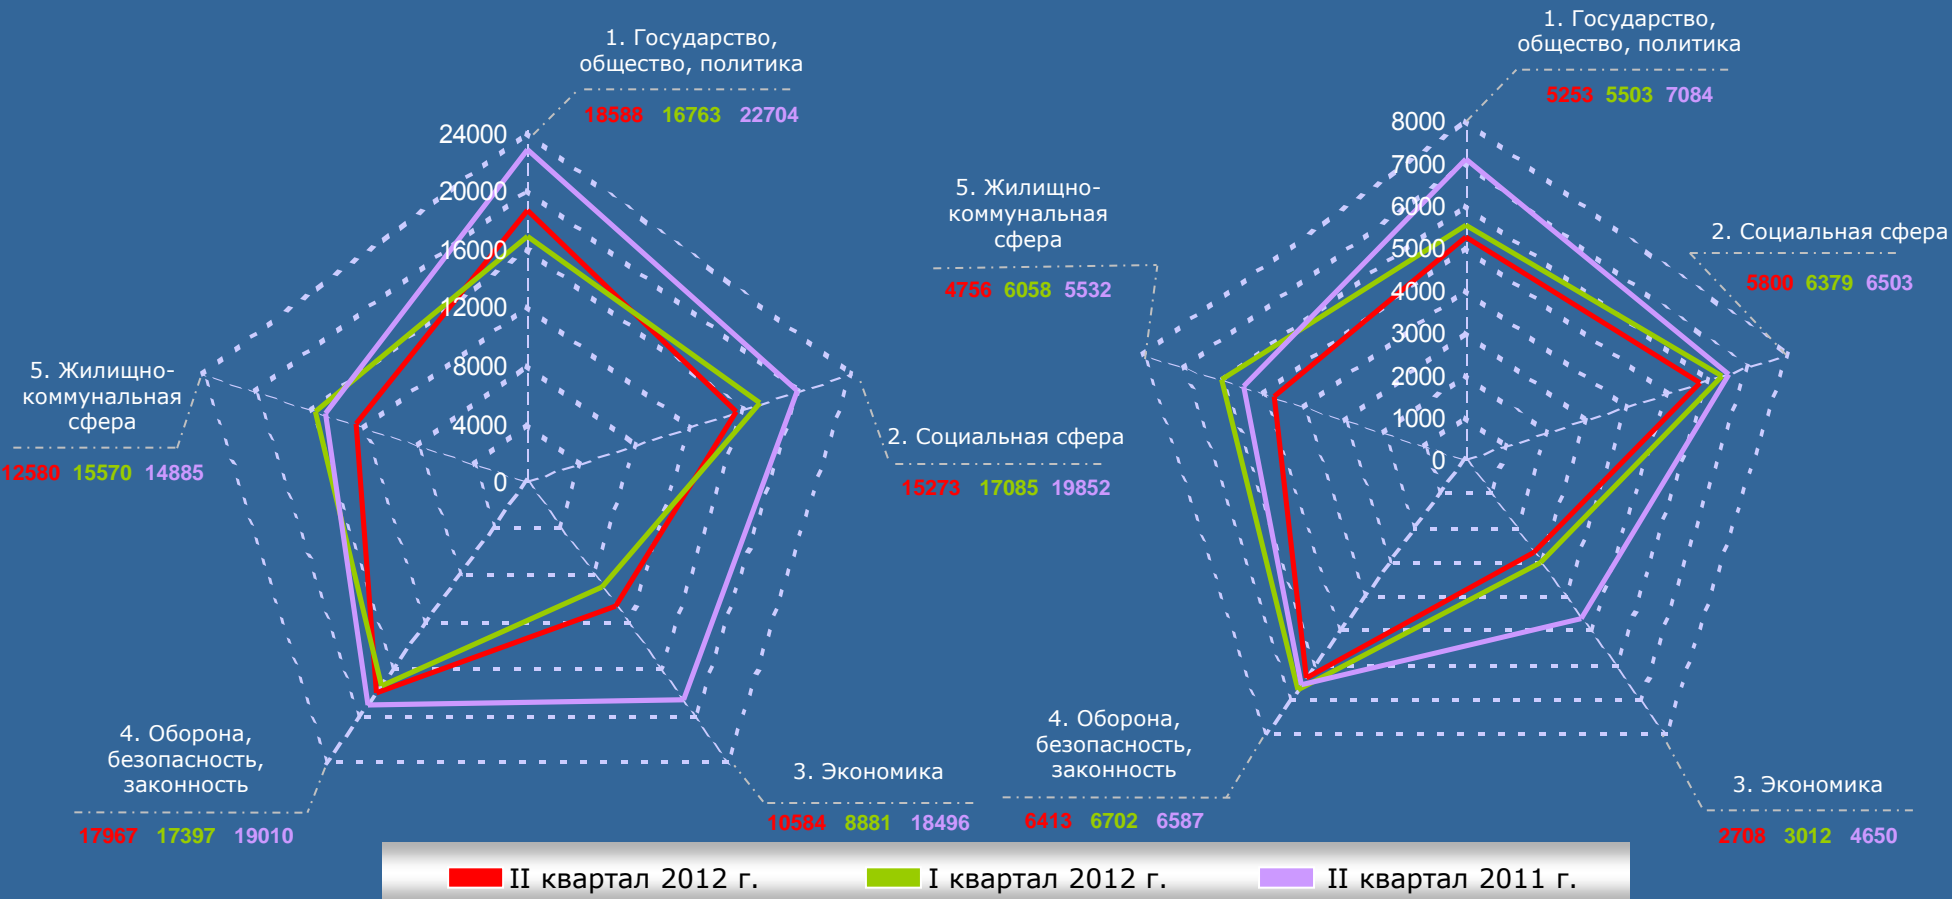 1. Государство,
общество, политика
18588 16763 22704
24000
20000
16000
12000
8000
4000
0
2. Социальная сфера
15273 17085 19852
3. Экономика
10584 8881 18496
4. Оборона,
безопасность,
законность
17967 17397 19010
5. Жилищно-
коммунальная
сфера
12580 15570 14885
1. Государство,
общество, политика
5253 5503 7084
8000
7000
6000
5000
4000
3000
2000
1000
0
2. Социальная сфера
5800 6379 6503
3. Экономика
2708 3012 4650
4. Оборона,
безопасность,
законность
6413 6702 6587
5. Жилищно-
коммунальная
сфера
4756 6058 5532
II квартал 2012 г.
I квартал 2012 г.
II квартал 2011 г.